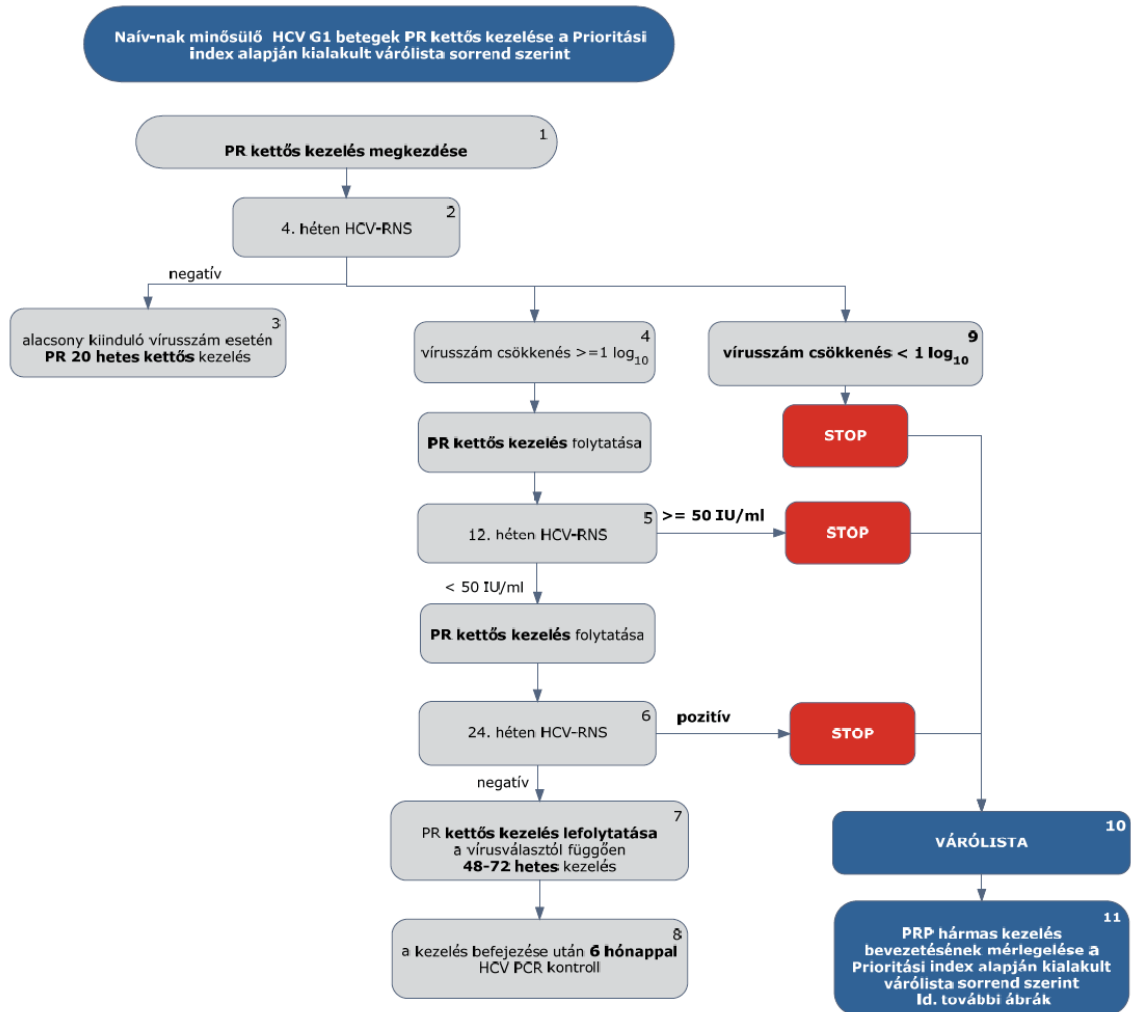 Naív-nak minősülő  HCV G1 betegek PR kettős kezelése a Prioritási
index alapján kialakult várólista sorrend szerint
1
PR kettős kezelés megkezdése
2
4. héten HCV-RNS
negatív
3
alacsony kiinduló vírusszám esetén
PR 20 hetes kettős kezelés
4
vírusszám csökkenés >=1 log10
9
vírusszám csökkenés < 1 log10
PR kettős kezelés folytatása
STOP
5
12. héten HCV-RNS
>= 50 IU/ml
STOP
< 50 IU/ml
PR kettős kezelés folytatása
6
24. héten HCV-RNS
pozitív
STOP
negatív
7
PR kettős kezelés lefolytatása
a vírusválasztól függően
48-72 hetes kezelés
10
VÁRÓLISTA
8
a kezelés befejezése után 6 hónappal
HCV PCR kontroll
11
PRP hármas kezelés
bevezetésének mérlegelése a
Prioritási index alapján kialakult
várólista sorrend szerint
ld. további ábrák